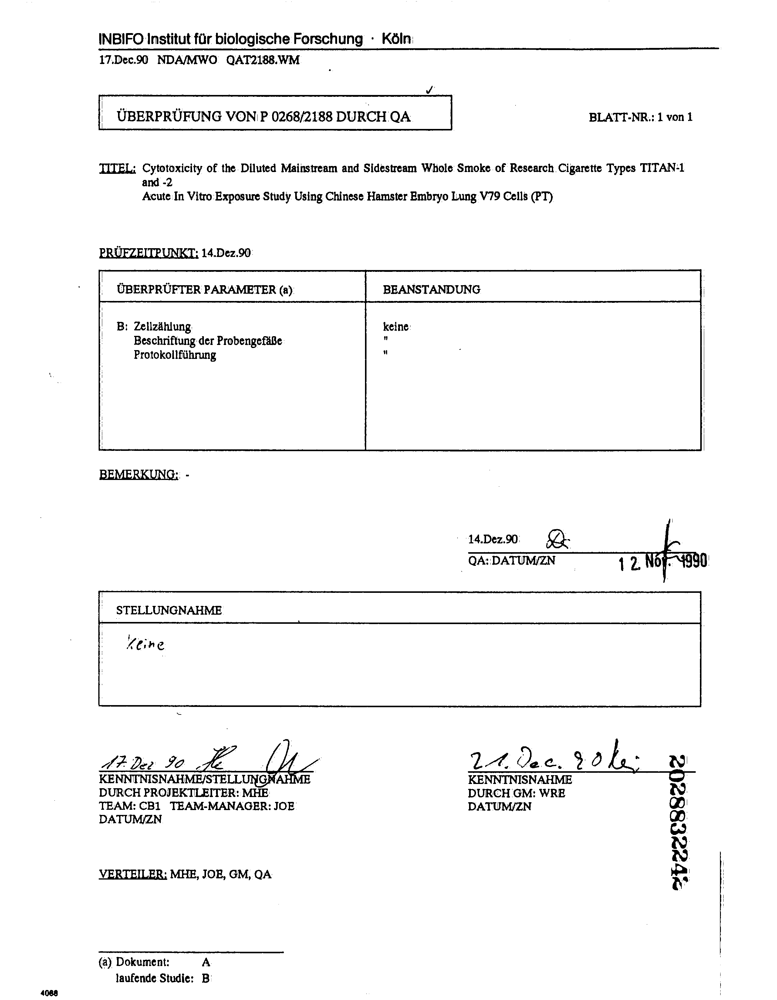 INBIFO Institut für biologische Forschung · Köln
17.Dec.90 NDA/MWO QAT2188.WM
✓
ÜBERPRÜFUNG VON P 0268/2188 DURCH QA
BLATT-NR.: 1 von 1
TITEL: Cytotoxicity of the Diluted Mainstream and Sidestream Whole Smoke of Research Cigarette Types TITAN-1
and -2
Acute In Vitro Exposure Study Using Chinese Hamster Embryo Lung V79 Cells (PT)
PRÜFZEITPUNKT: 14.Dez.90
ÜBERPRÜFTER PARAMETER (a) BEANSTANDUNG
B: Zellzählung keine
Beschriftung der Probengefäße "
Protokollführung "
BEMERKUNG: -
14.Dez.90
QA: DATUM/ZN 12. Nov. 1990
STELLUNGNAHME
keine
17. Dez 90
21. Dec. 90
KENNTNISNAHME/STELLUNGNAHME
DURCH PROJEKTLEITER: MHE
TEAM: CB1 TEAM-MANAGER: JOE
DATUM/ZN
KENNTNISNAHME
DURCH GM: WRE
DATUM/ZN
2028832242
VERTEILER: MHE, JOE, GM, QA
(a) Dokument: A
laufende Studie: B
4068